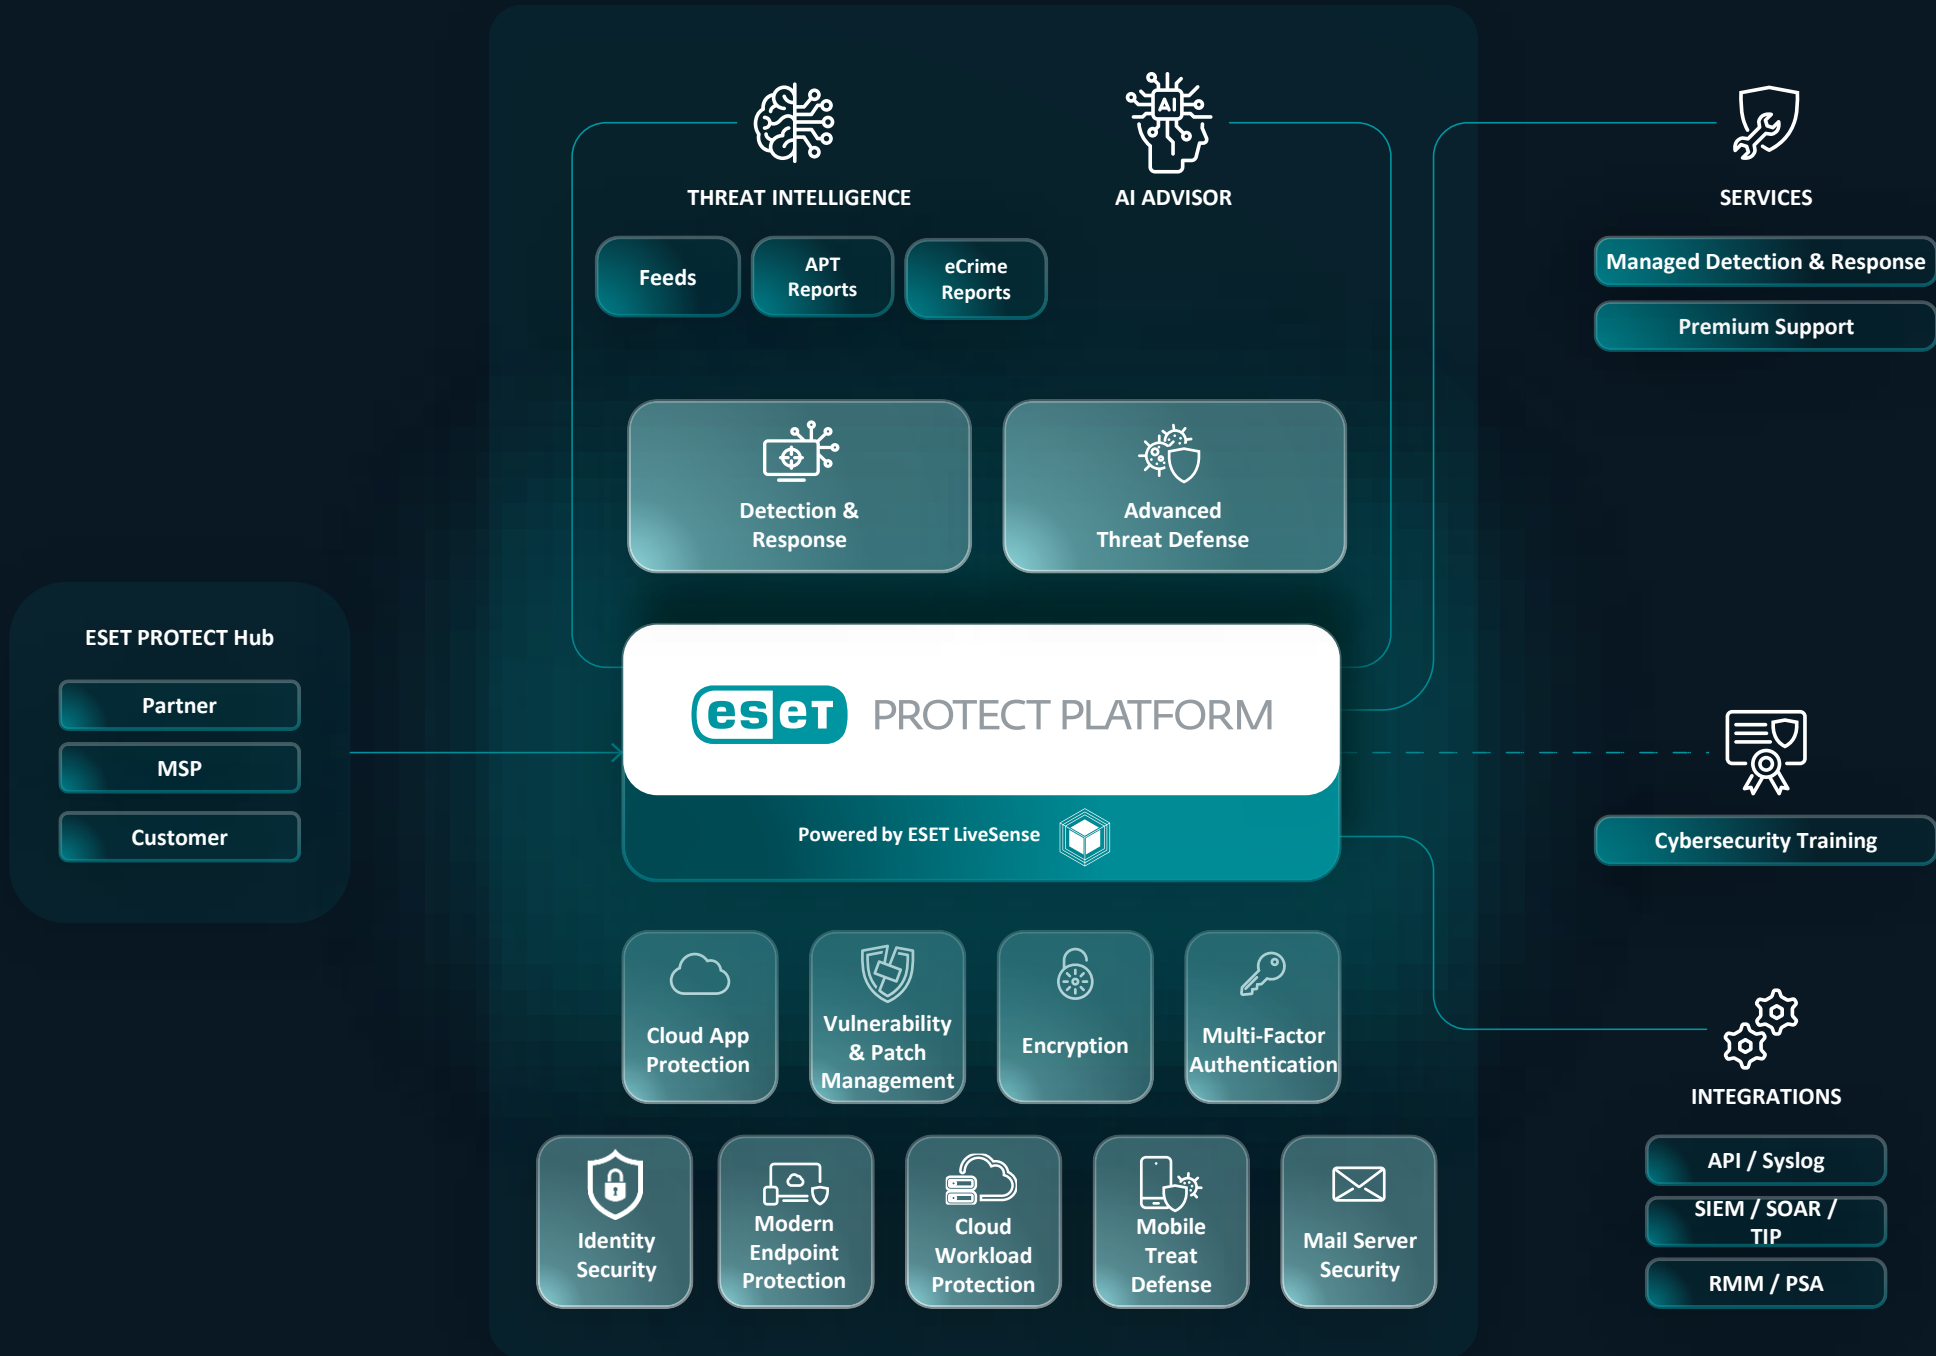 THREAT INTELLIGENCE
AI ADVISOR
SERVICES
Feeds
APT
Reports
eCrime
Reports
Managed Detection & Response
Premium Support
Detection &
Response
Advanced
Threat Defense
ESET PROTECT Hub
Partner
MSP
Customer
eset PROTECT PLATFORM
Powered by ESET LiveSense
Cybersecurity Training
Cloud App
Protection
Vulnerability
& Patch
Management
Encryption
Multi-Factor
Authentication
INTEGRATIONS
API / Syslog
SIEM / SOAR /
TIP
RMM / PSA
Identity
Security
Modern
Endpoint
Protection
Cloud
Workload
Protection
Mobile
Treat
Defense
Mail Server
Security
AI